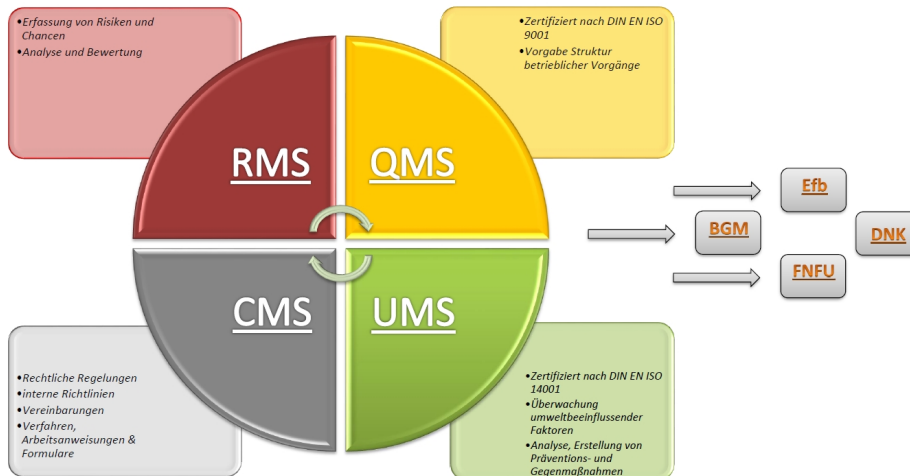 •Erfassung von Risiken und
Chancen
•Analyse und Bewertung
•Zertifiziert nach DIN EN ISO
9001
•Vorgabe Struktur
betrieblicher Vorgänge
RMS
QMS
CMS
UMS
•Rechtliche Regelungen
•interne Richtlinien
•Vereinbarungen
•Verfahren,
Arbeitsanweisungen &
Formulare
•Zertifiziert nach DIN EN ISO
14001
•Überwachung
umweltbeeinflussender
Faktoren
•Analyse, Erstellung von
Präventions- und
Gegenmaßnahmen
Efb
BGM
DNK
FNFU